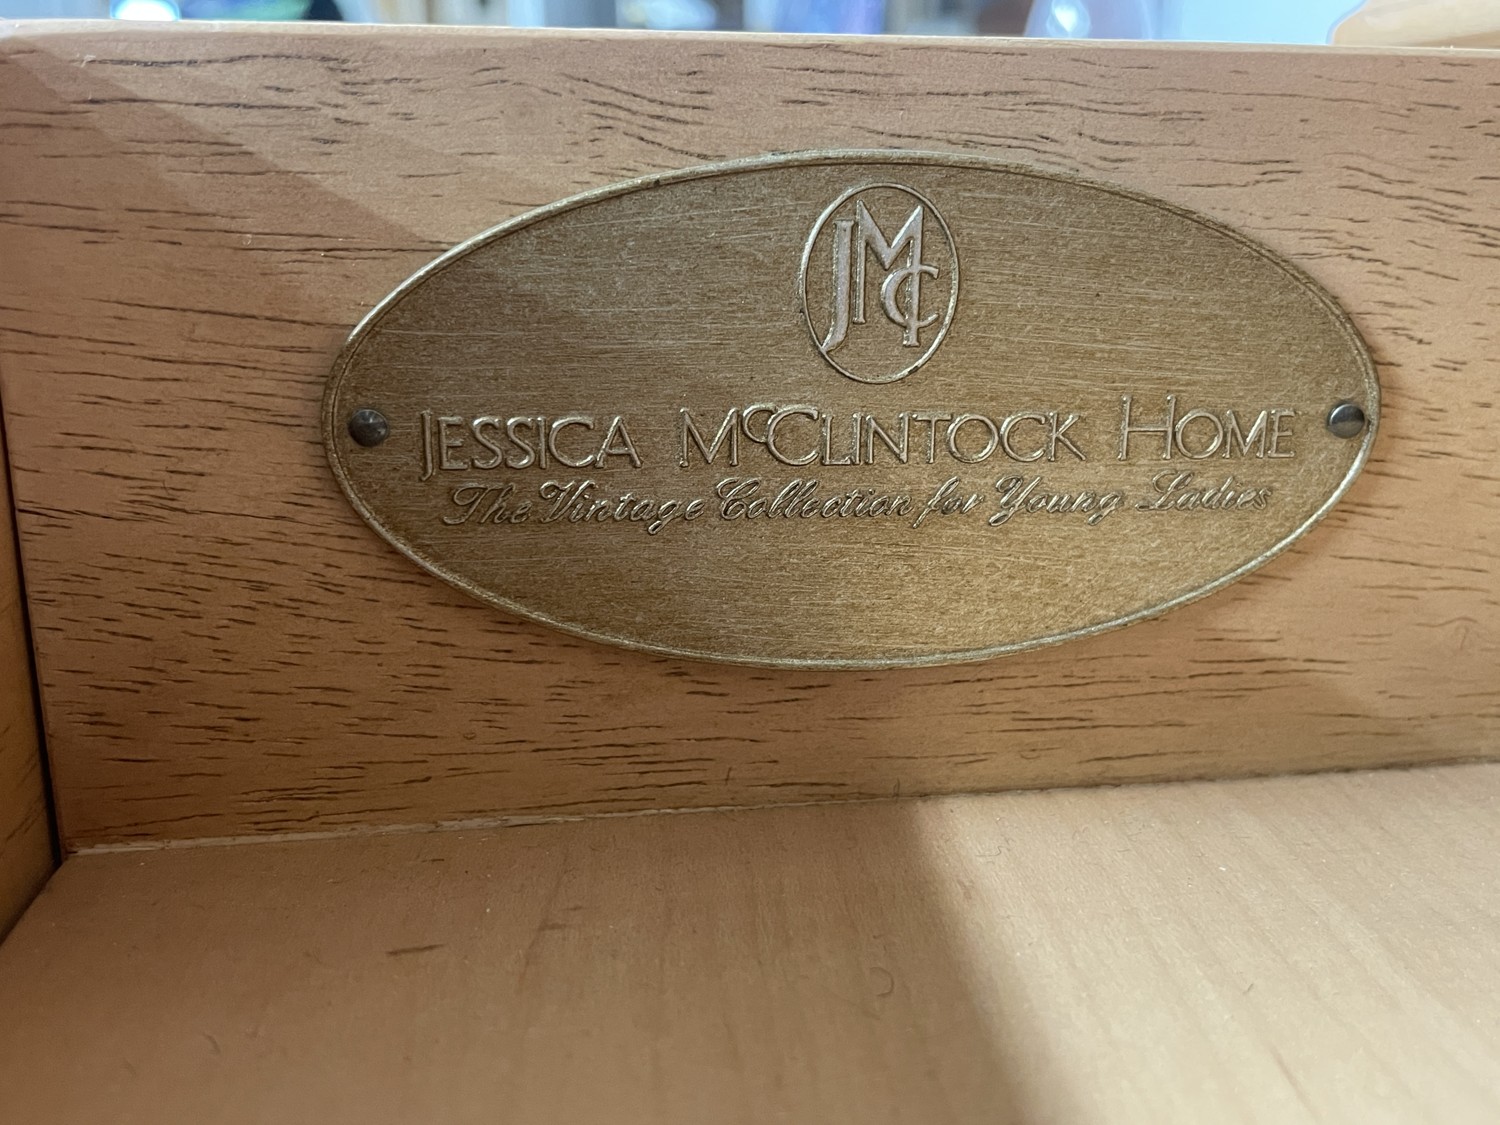 JMC
JESSICA MCCLINTOCK HOME
The Vintage Collection for Young Ladies